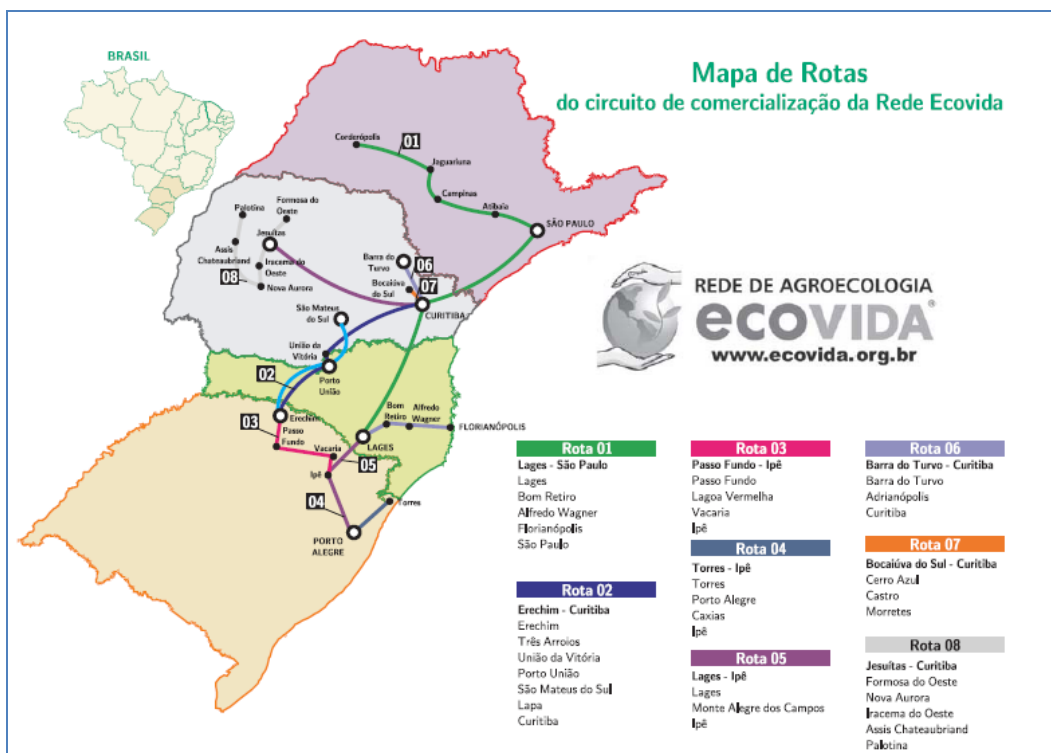 BRASIL
Mapa de Rotas
do circuito de comercialização da Rede Ecovida
Corderópolis
01
Jaguariuna
Campinas
Atibaia
SÃO PAULO
Palotina
Formosa do
Oeste
Jesuítas
Assis
Chateaubriand
Iracema do
Oeste
08
Nova Aurora
Barra do
Turvo
06
Bocaiúva
do Sul
07
CURITIBA
São Mateus
do Sul
União da
Vitória
02
Porto
União
03
Erechim
Passo
Fundo
Vacaria
05
Ipê
04
Bom
Retiro
Alfredo
Wagner
FLORIANÓPOLIS
LAGES
Torres
PORTO
ALEGRE
REDE DE AGROECOLOGIA
ecovida®
www.ecovida.org.br
Rota 01
Lages - São Paulo
Lages
Bom Retiro
Alfredo Wagner
Florianópolis
São Paulo
Rota 02
Erechim - Curitiba
Erechim
Três Arroios
União da Vitória
Porto União
São Mateus do Sul
Lapa
Curitiba
Rota 03
Passo Fundo - Ipê
Passo Fundo
Lagoa Vermelha
Vacaria
Ipê
Rota 04
Torres - Ipê
Torres
Porto Alegre
Caxias
Ipê
Rota 05
Lages - Ipê
Lages
Monte Alegre dos Campos
Ipê
Rota 06
Barra do Turvo - Curitiba
Barra do Turvo
Adrianópolis
Curitiba
Rota 07
Bocaiúva do Sul - Curitiba
Cerro Azul
Castro
Morretes
Rota 08
Jesuítas - Curitiba
Formosa do Oeste
Nova Aurora
Iracema do Oeste
Assis Chateaubriand
Palotina